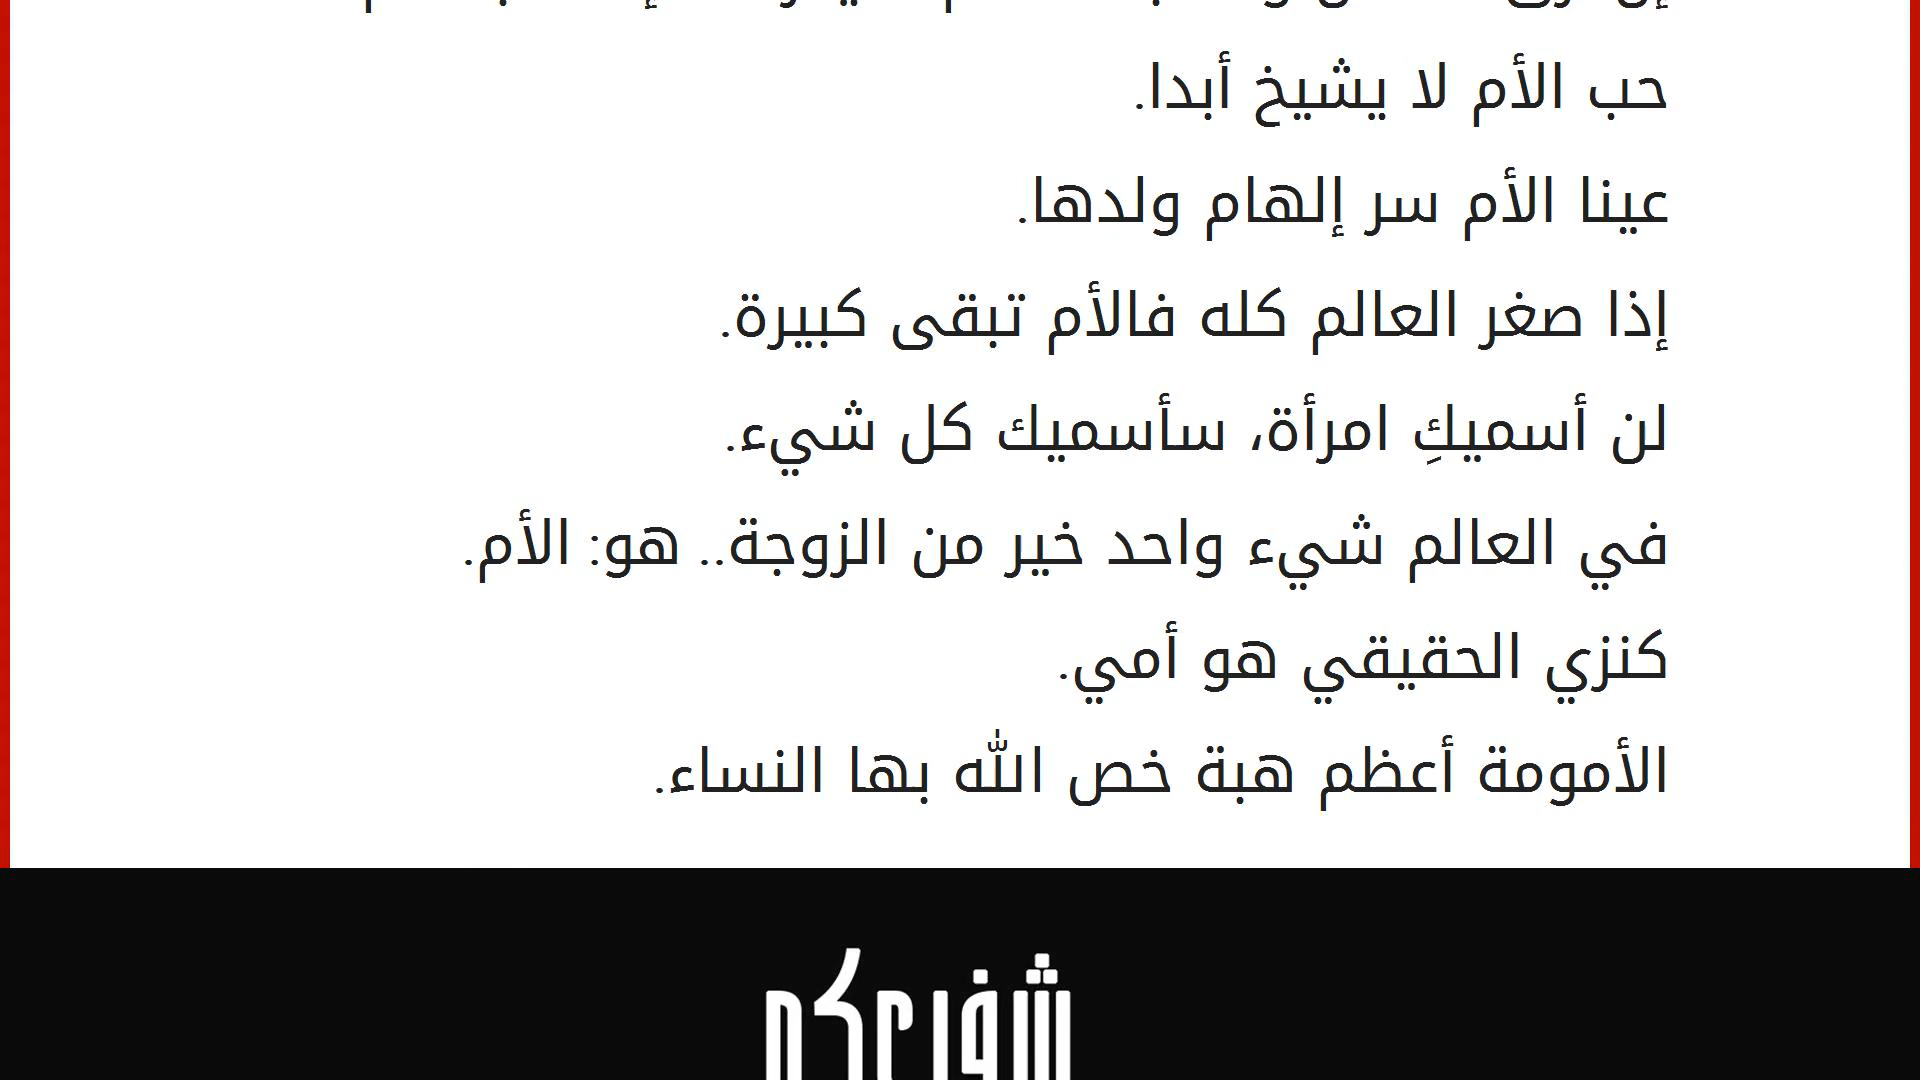 حب الأم لا يشيخ أبدا.
عينا الأم سر إلهام ولدها.
إذا صغر العالم كله فالأم تبقى كبيرة.
لن أسميكِ امرأة، سأسميك كل شيء.
في العالم شيء واحد خير من الزوجة.. هو: الأم.
كنزي الحقيقي هو أمي.
الأمومة أعظم هبة خص الله بها النساء.